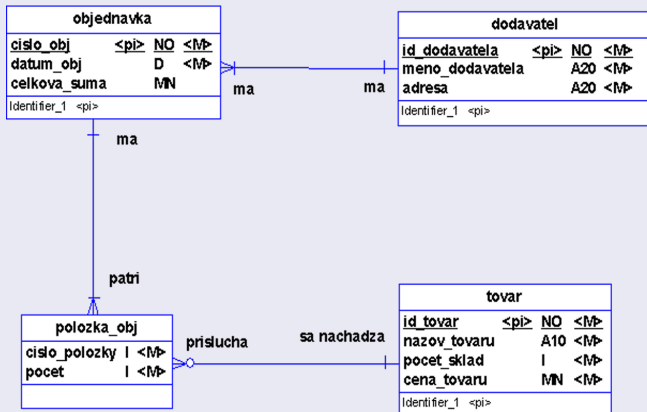 objednavka
cislo_obj <pi> NO <M>
datum_obj D <M>
celkova_suma MN
Identifier_1 <pi>
dodavatel
id_dodavatela <pi> NO <M>
meno_dodavatela A20 <M>
adresa A20 <M>
Identifier_1 <pi>
ma
ma
ma
patri
polozka_obj
cislo_polozky I <M>
pocet I <M>
prislucha
sa nachadza
tovar
id_tovar <pi> NO <M>
nazov_tovaru A10 <M>
pocet_sklad I <M>
cena_tovaru MN <M>
Identifier_1 <pi>